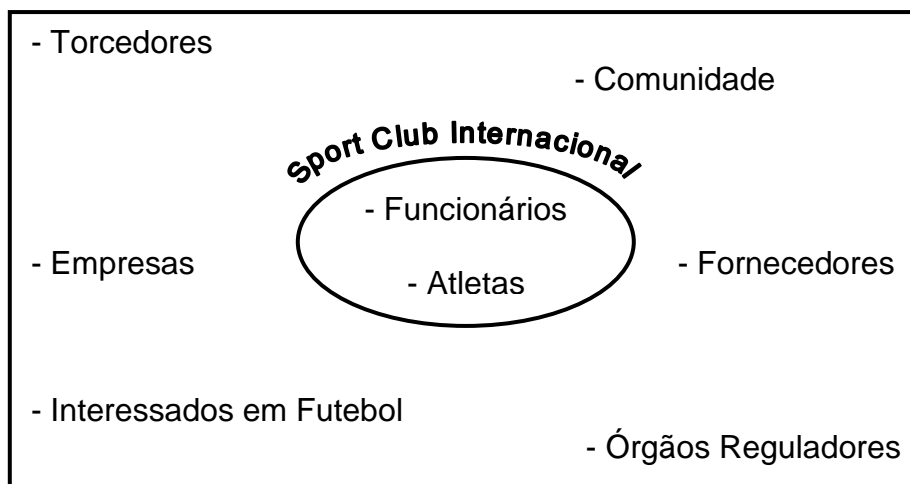 - Torcedores
- Comunidade
Sport Club Internacional
- Funcionários
- Empresas
- Fornecedores
- Atletas
- Interessados em Futebol
- Órgãos Reguladores